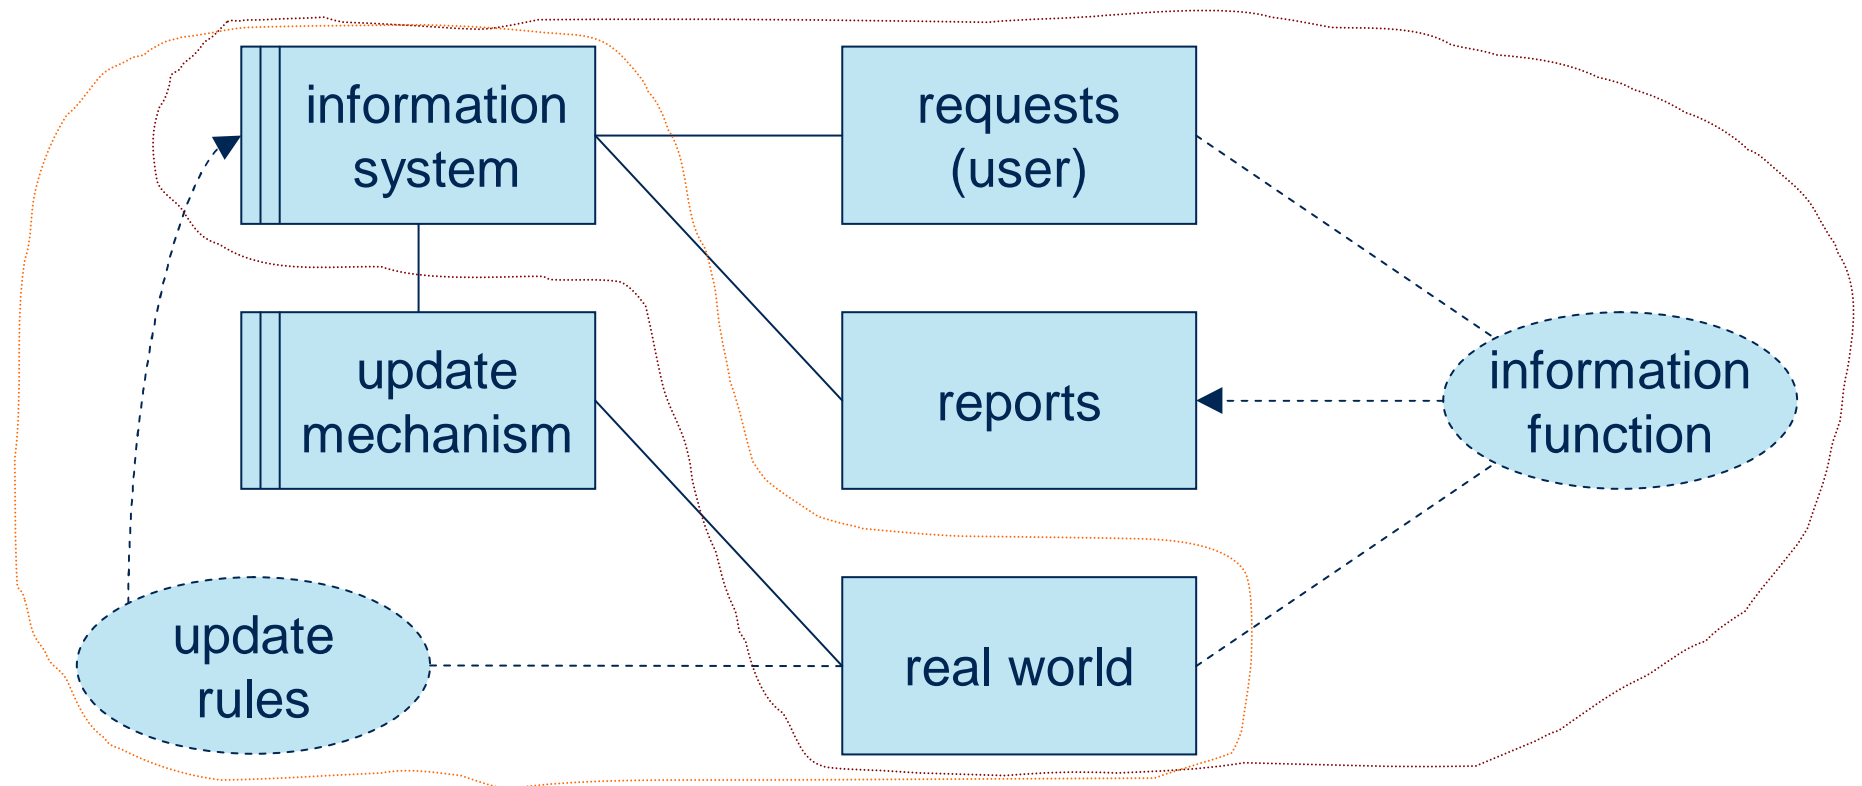 information
system
requests
(user)
update
mechanism
reports
information
function
update
rules
real world